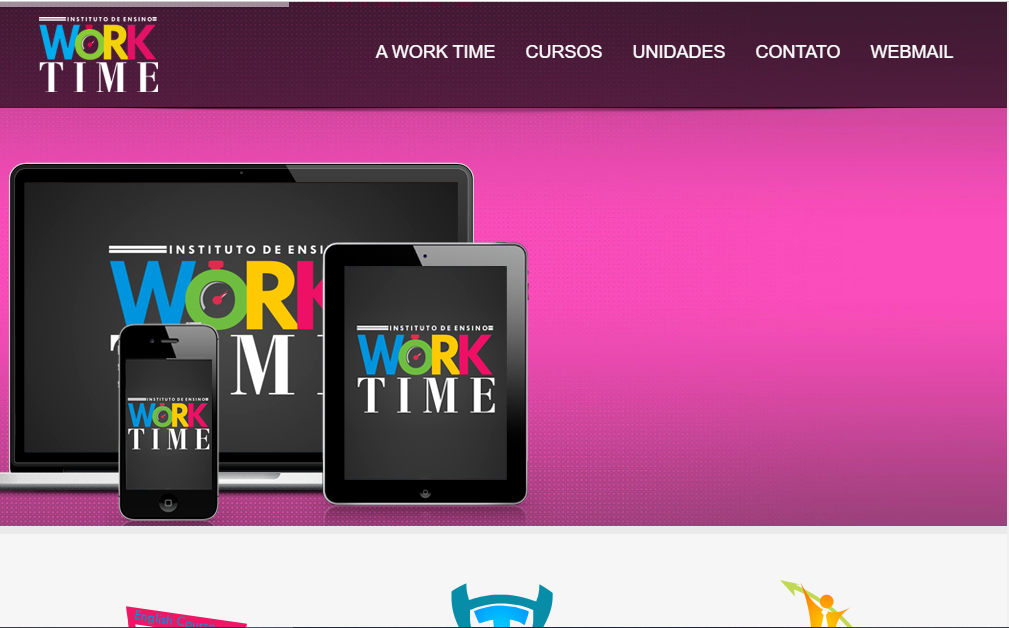 INSTITUTO DE ENSINO
WORK
TIME
A WORK TIME
CURSOS
UNIDADES
CONTATO
WEBMAIL
INSTITUTO DE ENSI
WORK
T M I
INSTITUTO DE ENSINO
WORK
TIME
INSTITUTO DE ENSINO
WORK
TIME
English